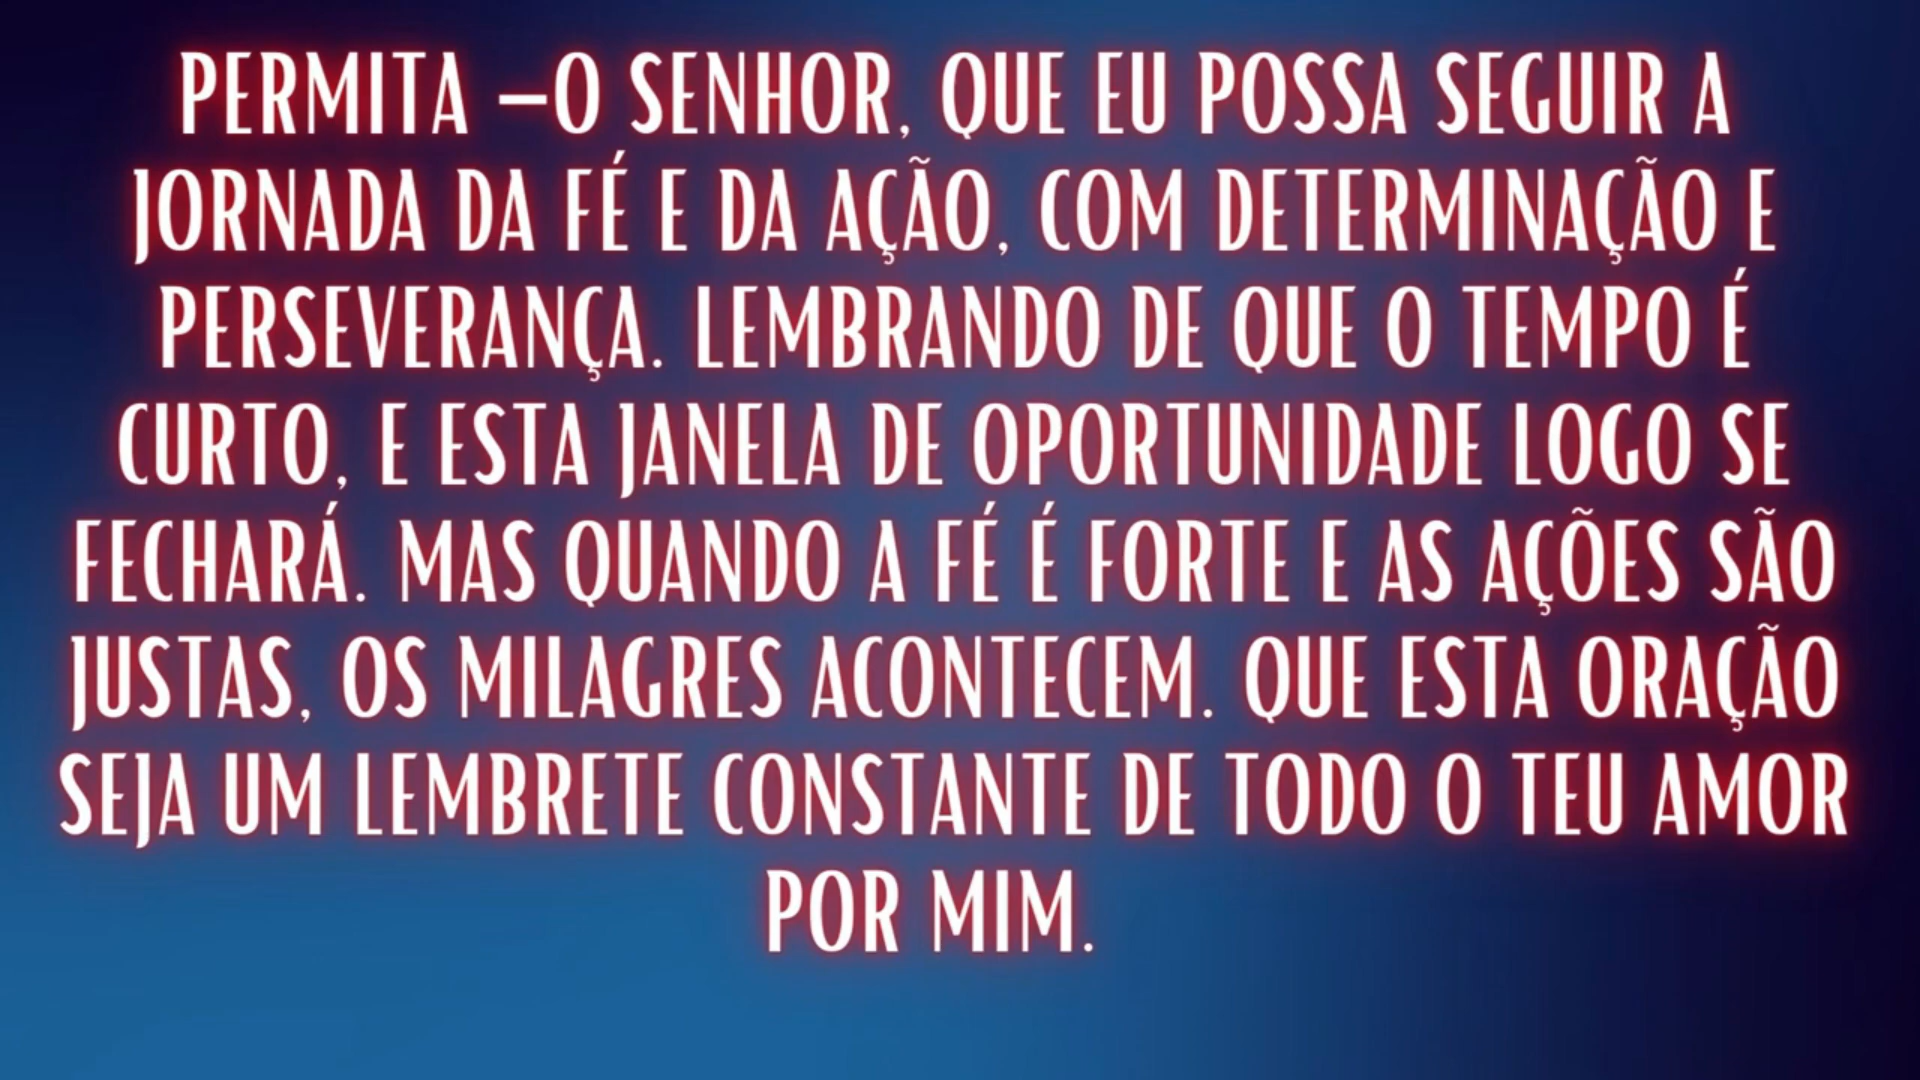 PERMITA –O SENHOR, QUE EU POSSA SEGUIR A
JORNADA DA FÉ E DA AÇÃO, COM DETERMINAÇÃO E
PERSEVERANÇA. LEMBRANDO DE QUE O TEMPO É
CURTO, E ESTA JANELA DE OPORTUNIDADE LOGO SE
FECHARÁ. MAS QUANDO A FÉ É FORTE E AS AÇÕES SÃO
JUSTAS, OS MILAGRES ACONTECEM. QUE ESTA ORAÇÃO
SEJA UM LEMBRETE CONSTANTE DE TODO O TEU AMOR
POR MIM.